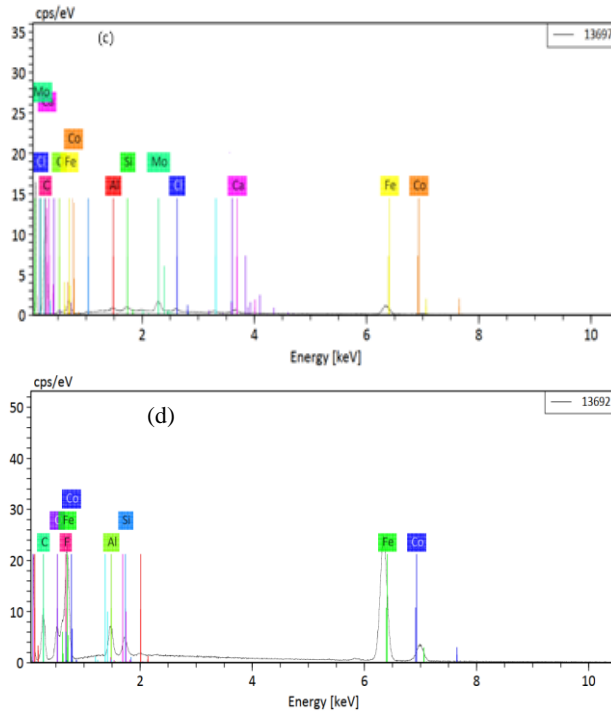 cps/eV
35
30
25
20
15
10
5
0
(c)
13697
Mo
Co
Cl Fe Si Mo Cl
C Al Ca Fe Co
2 4 6 8 10
Energy [keV]
cps/eV
50
40
30
20
10
0
(d)
13692
Co
Fe Si
C F Al Fe Co
2 4 6 8 10
Energy [keV]